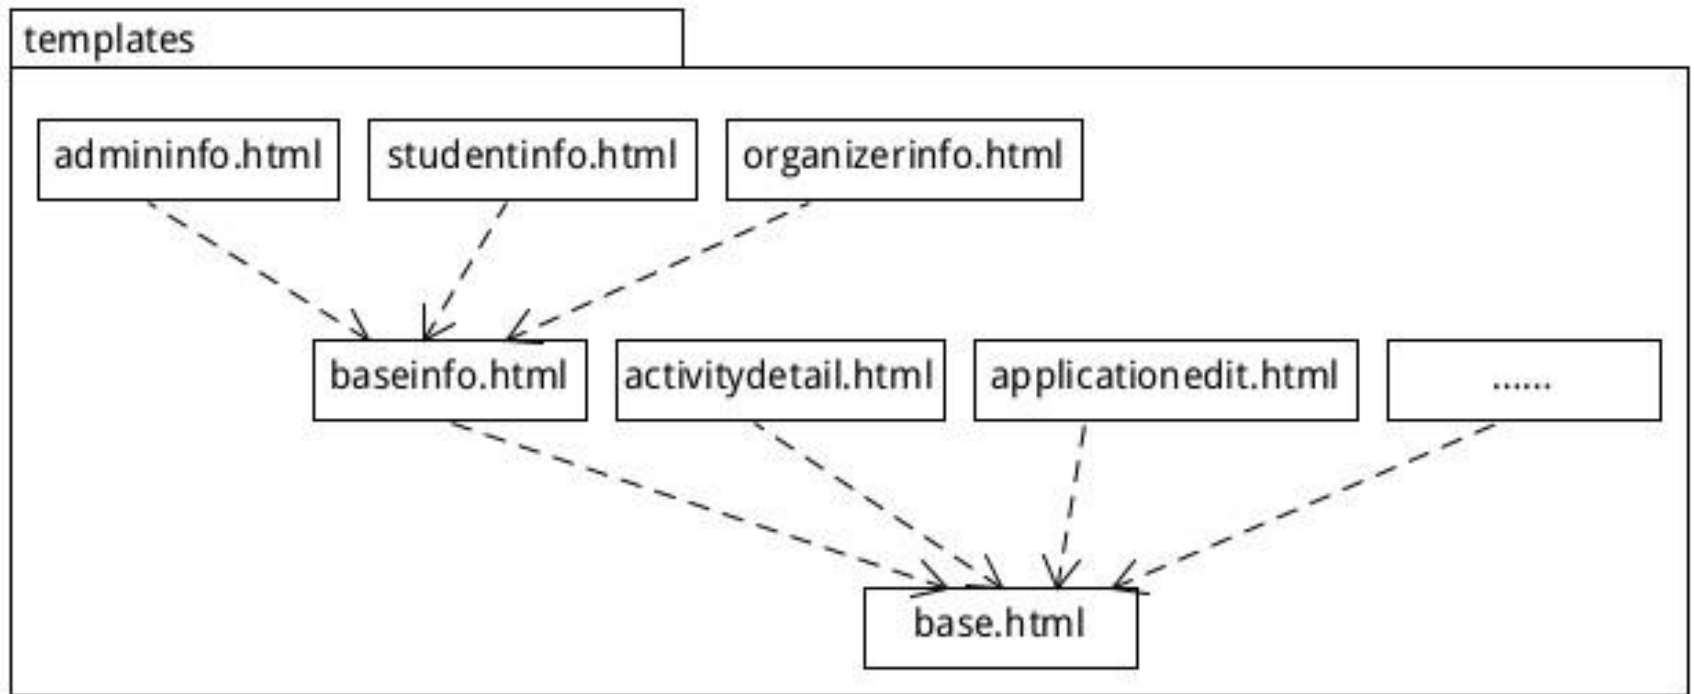 templates
admininfo.html
studentinfo.html
organizerinfo.html
baseinfo.html
activitydetail.html
applicationedit.html
......
base.html